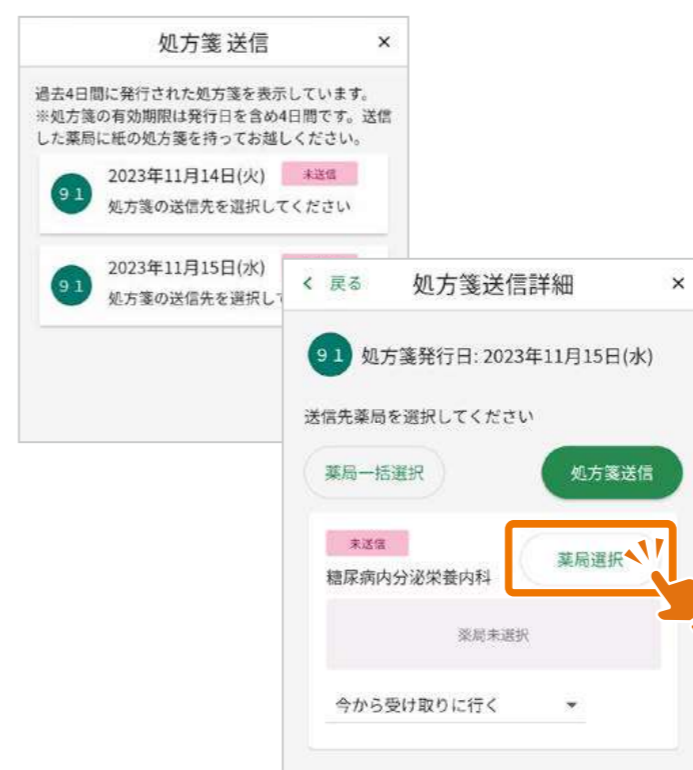 処方箋 送信 ×
過去4日間に発行された処方箋を表示しています。
※処方箋の有効期限は発行日を含め4日間です。送信
した薬局に紙の処方箋を持ってお越しください。
91
2023年11月14日(火) 未送信
処方箋の送信先を選択してください
91
2023年11月15日(水)
処方箋の送信先を選択して
< 戻る 処方箋送信詳細 ×
91 処方箋発行日: 2023年11月15日(水)
送信先薬局を選択してください
薬局一括選択 処方箋送信
未送信
薬局選択
糖尿病内分泌栄養内科
薬局未選択
今から受け取りに行く